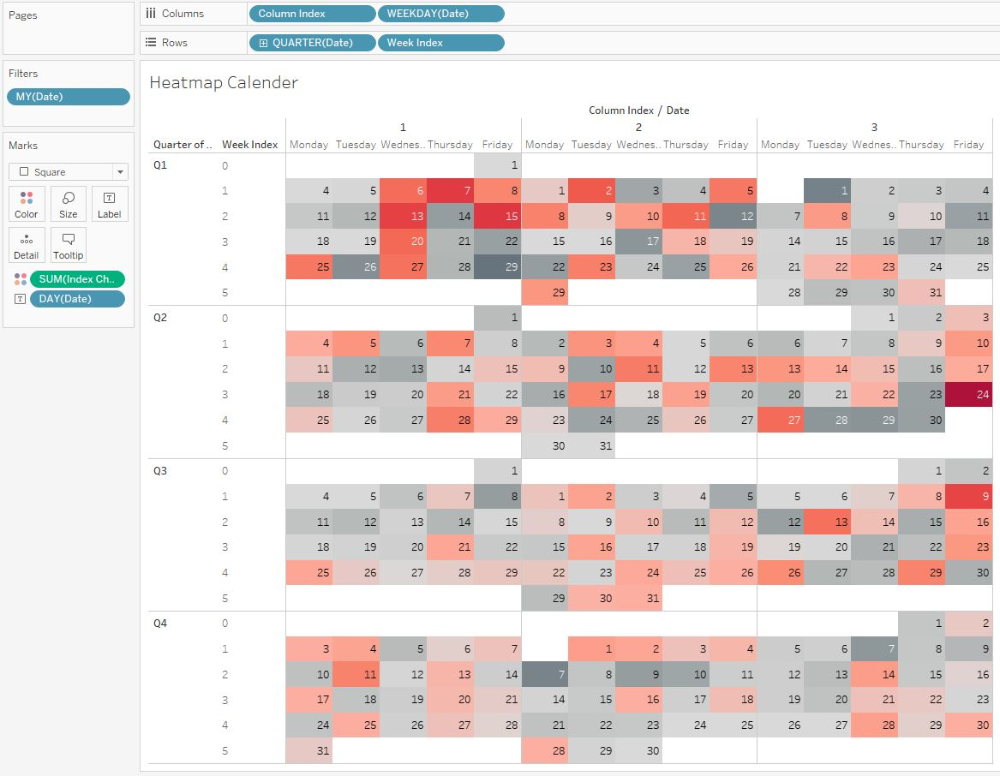 Pages
Columns Column Index WEEKDAY(Date)
Rows QUARTER(Date) Week Index
Filters
MY(Date)
Marks
Square
Color Size Label
Detail Tooltip
SUM(Index Ch..
DAY(Date)
Heatmap Calender
Column Index / Date
1 2 3
Quarter of .. Week Index Monday Tuesday Wednes.. Thursday Friday Monday Tuesday Wednes.. Thursday Friday Monday Tuesday Wednes.. Thursday Friday
Q1 0 1
1 4 5 6 7 8 1 2 3 4 5 1 2 3 4
2 11 12 13 14 15 8 9 10 11 12 7 8 9 10 11
3 18 19 20 21 22 15 16 17 18 19 14 15 16 17 18
4 25 26 27 28 29 22 23 24 25 26 21 22 23 24 25
5 29 28 29 30 31
Q2 0 1 1 2 3
1 4 5 6 7 8 2 3 4 5 6 6 7 8 9 10
2 11 12 13 14 15 9 10 11 12 13 13 14 15 16 17
3 18 19 20 21 22 16 17 18 19 20 20 21 22 23 24
4 25 26 27 28 29 23 24 25 26 27 27 28 29 30
5 30 31
Q3 0 1 1 2
1 4 5 6 7 8 1 2 3 4 5 5 6 7 8 9
2 11 12 13 14 15 8 9 10 11 12 12 13 14 15 16
3 18 19 20 21 22 15 16 17 18 19 19 20 21 22 23
4 25 26 27 28 29 22 23 24 25 26 26 27 28 29 30
5 29 30 31
Q4 0 1 2
1 3 4 5 6 7 1 2 3 4 5 6 7 8 9
2 10 11 12 13 14 7 8 9 10 11 12 13 14 15 16
3 17 18 19 20 21 14 15 16 17 18 19 20 21 22 23
4 24 25 26 27 28 21 22 23 24 25 26 27 28 29 30
5 31 28 29 30